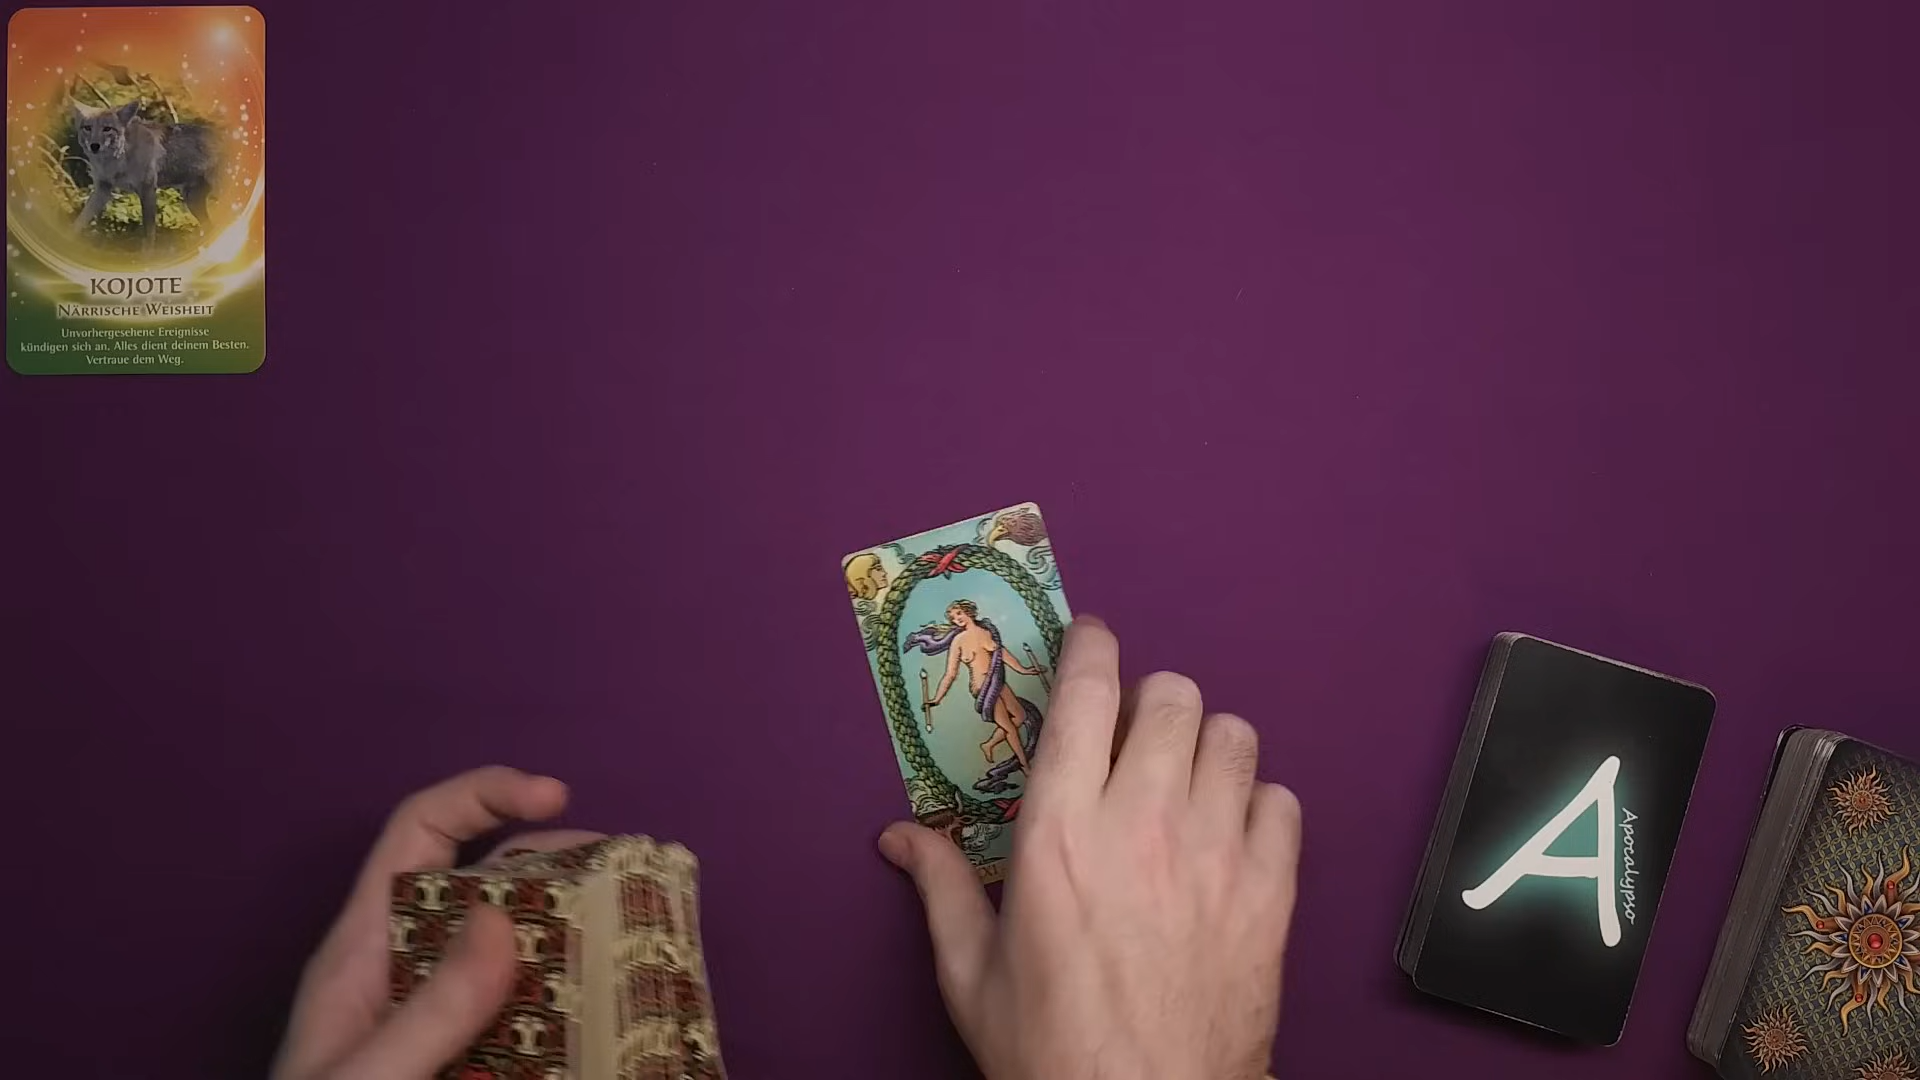 KOJOTE
Närrische Weisheit
Unvorhergesehene Ereignisse
kündigen sich an. Alles dient deinem Besten.
Vertraue dem Weg.
A
Apocalypso